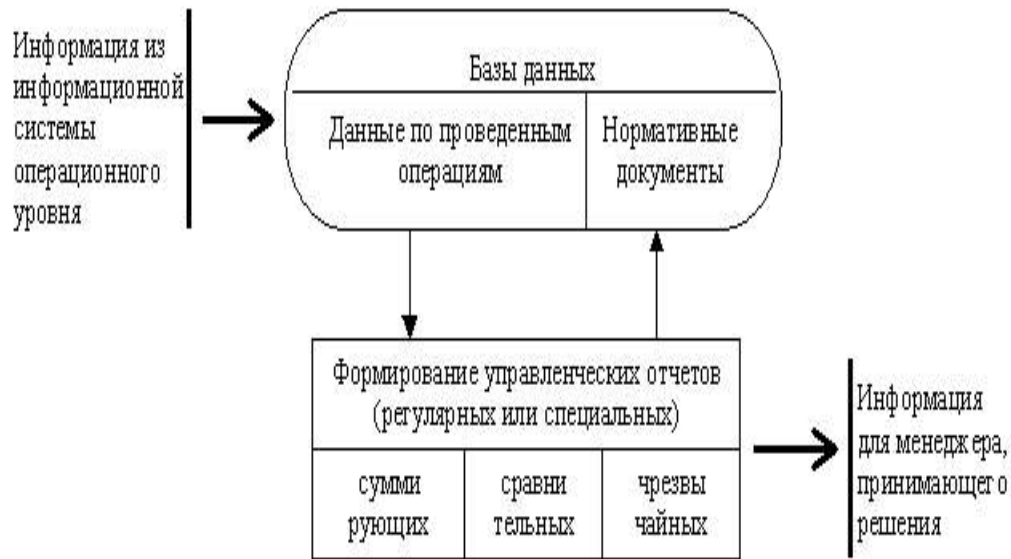 Информация из
информационной
системы
операционного
уровня
Базы данных
Данные по проведенным
операциям
Нормативные
документы
Формирование управленческих отчетов
(регулярных или специальных)
сумми
рующих
сравни
тельных
чрезвы
чайных
Информация
для менеджера,
принимающего
решения